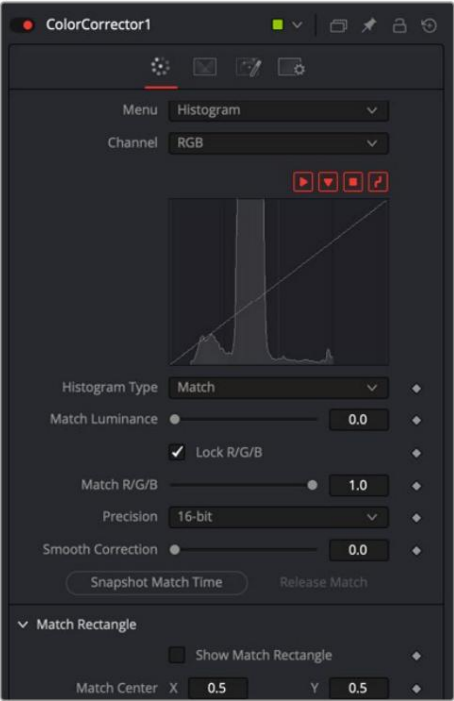 ColorCorrector1
Menu Histogram
Channel RGB
Histogram Type Match
Match Luminance 0.0
Lock R/G/B
Match R/G/B 1.0
Precision 16-bit
Smooth Correction 0.0
Snapshot Match Time Release Match
Match Rectangle
Show Match Rectangle
Match Center X 0.5 Y 0.5